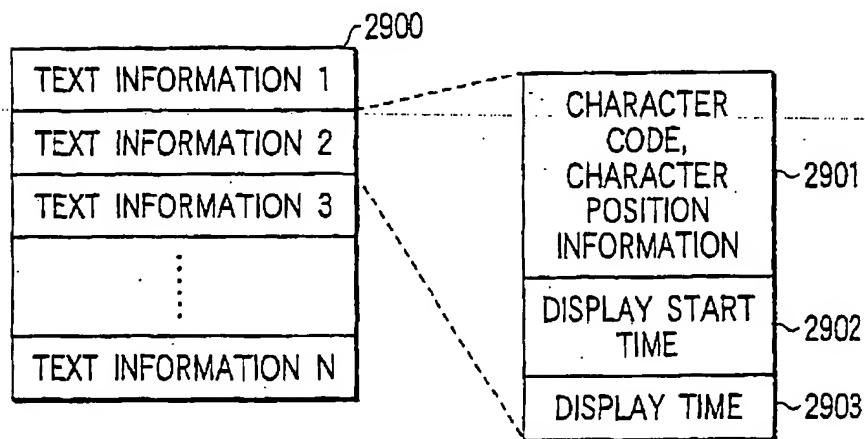 2900
TEXT INFORMATION 1
TEXT INFORMATION 2
TEXT INFORMATION 3
TEXT INFORMATION N
CHARACTER
CODE,
CHARACTER
POSITION
INFORMATION
2901
DISPLAY START
TIME
2902
DISPLAY TIME
2903